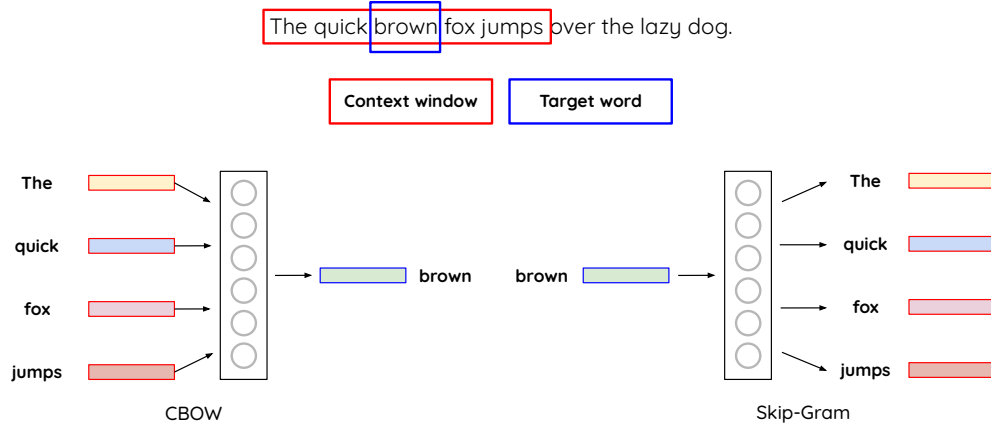 The quick brown fox jumps over the lazy dog.
Context window
Target word
The
quick
fox
jumps
brown
CBOW
brown
The
quick
fox
jumps
Skip-Gram